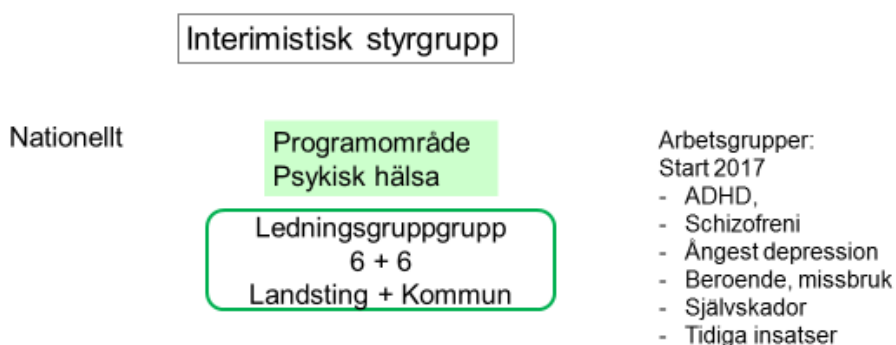 Interimistisk styrgrupp
Nationellt
Programområde
Psykisk hälsa
Ledningsgruppgrupp
6 + 6
Landsting + Kommun
Arbetsgrupper:
Start 2017
- ADHD,
- Schizofreni
- Ångest depression
- Beroende, missbruk
- Självskador
- Tidiga insatser